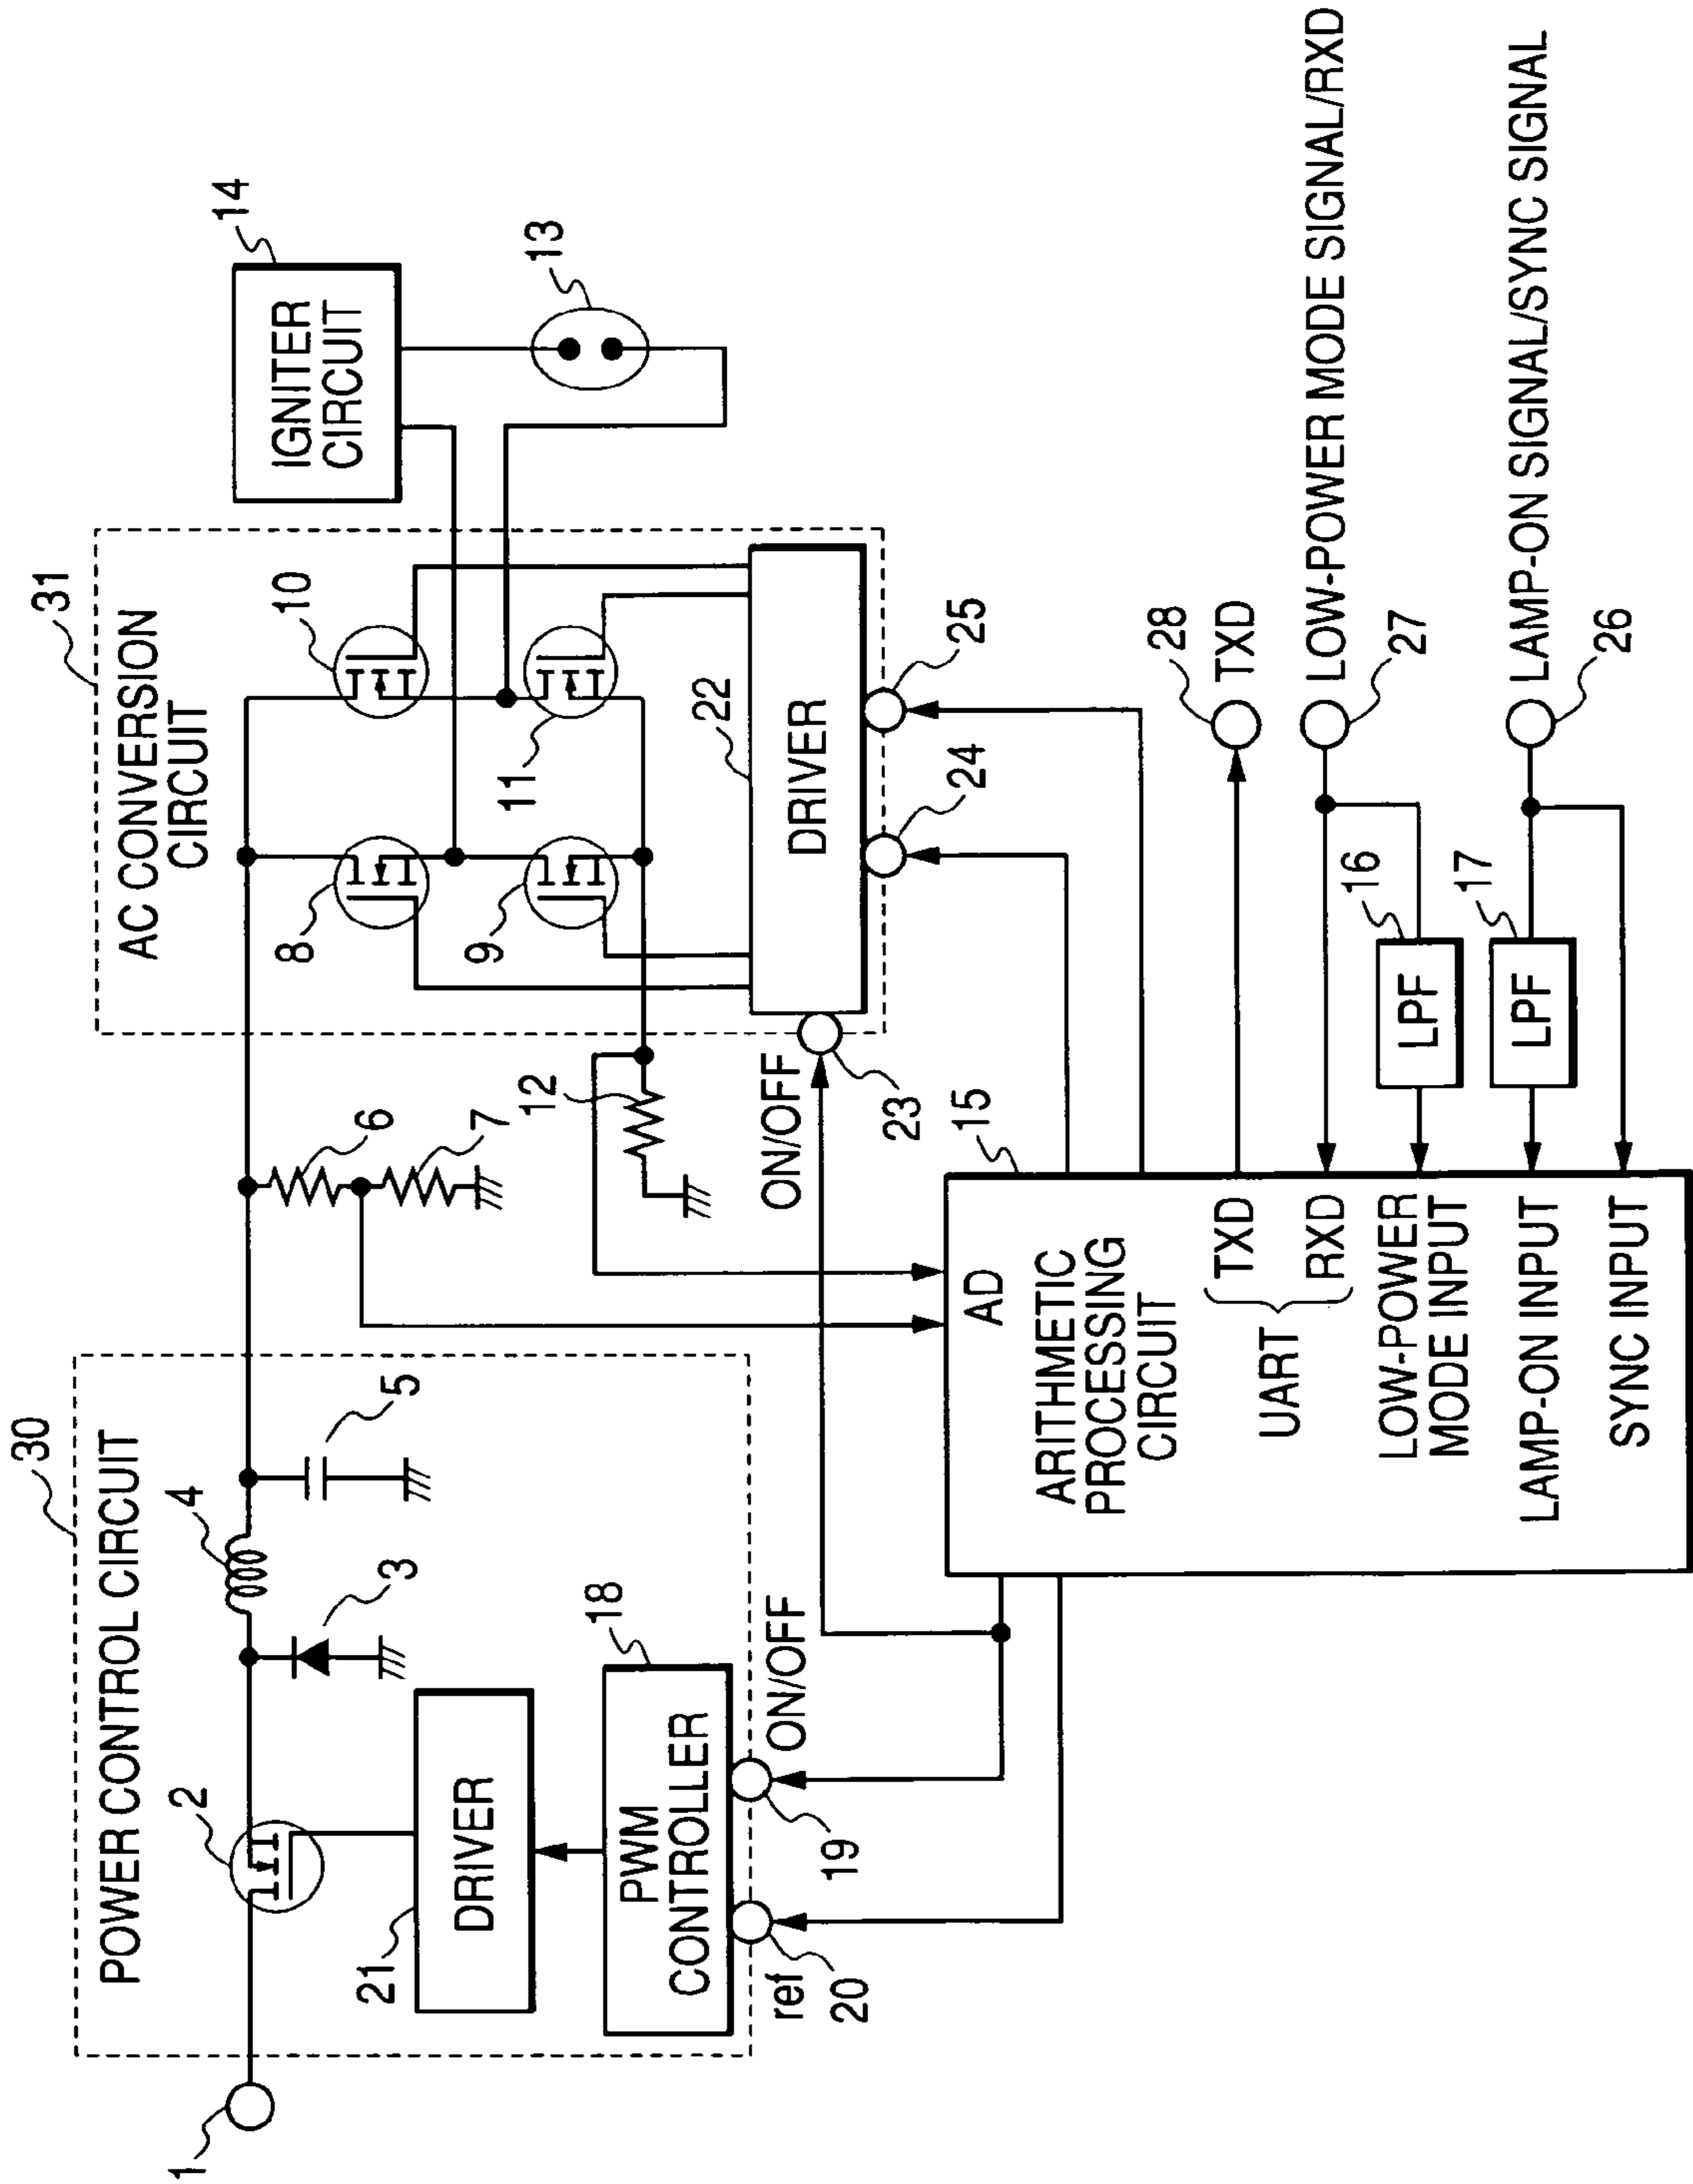 30
POWER CONTROL CIRCUIT
1
2
3
4
5
21
DRIVER
18
PWM
CONTROLLER
ref
20
19
ON/OFF
6
7
12
31
AC CONVERSION
CIRCUIT
8
9
10
11
22
DRIVER
ON/OFF
23
24
25
14
IGNITER
CIRCUIT
13
15
AD
ARITHMETIC
PROCESSING
CIRCUIT
UART
TXD
RXD
LOW-POWER
MODE INPUT
LAMP-ON INPUT
SYNC INPUT
16
LPF
17
LPF
28
TXD
27
LOW-POWER MODE SIGNAL/RXD
26
LAMP-ON SIGNAL/SYNC SIGNAL